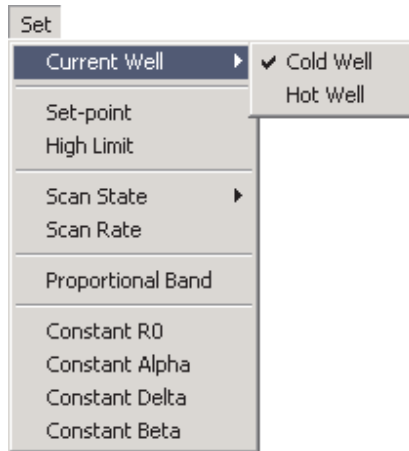 Set
Current Well
Cold Well
Hot Well
Set-point
High Limit
Scan State
Scan Rate
Proportional Band
Constant R0
Constant Alpha
Constant Delta
Constant Beta